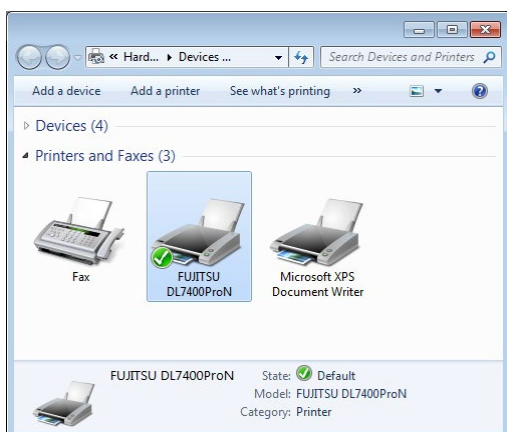 « Hard... ▸ Devices ...
Search Devices and Printers
Add a device Add a printer See what's printing »
Devices (4)
Printers and Faxes (3)
Fax
FUJITSU
DL7400ProN
Microsoft XPS
Document Writer
FUJITSU DL7400ProN State: Default
Model: FUJITSU DL7400ProN
Category: Printer